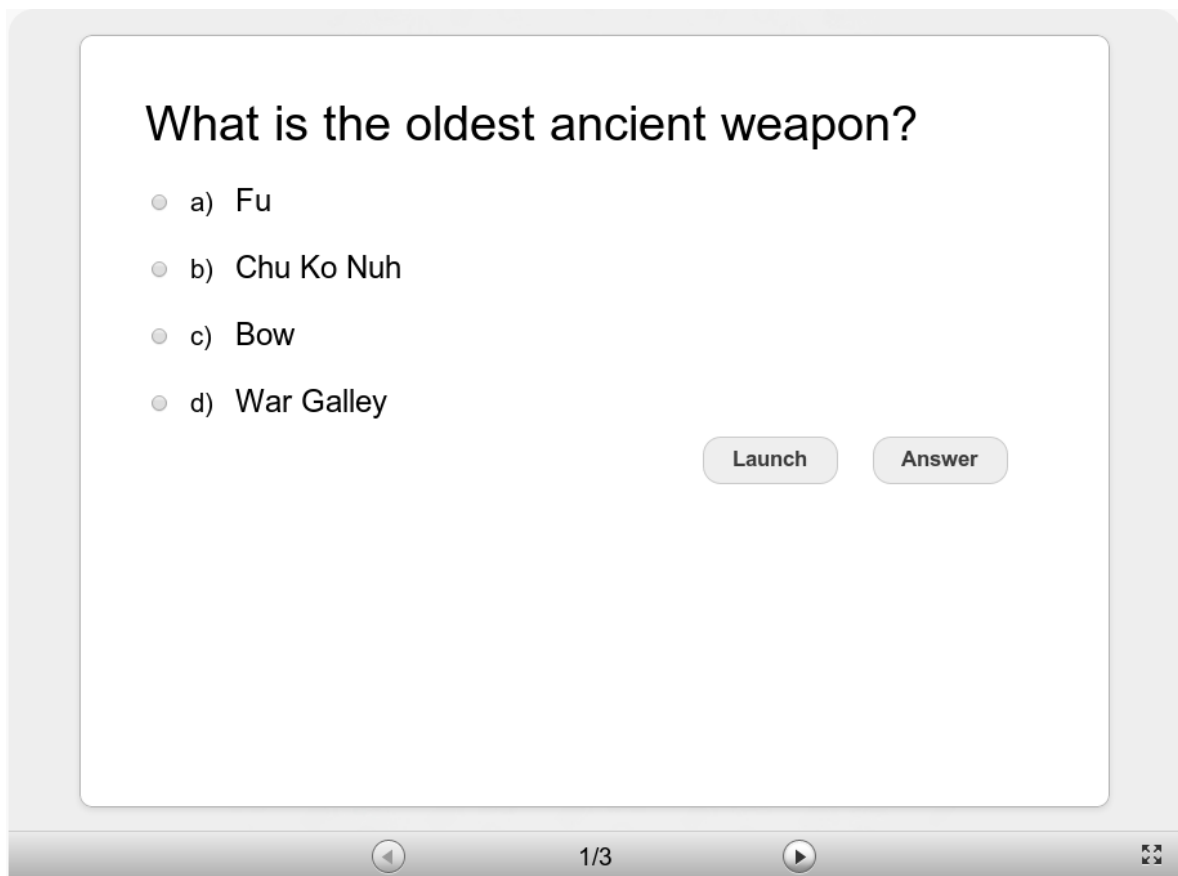 What is the oldest ancient weapon?
a) Fu
b) Chu Ko Nuh
c) Bow
d) War Galley
Launch Answer
1/3